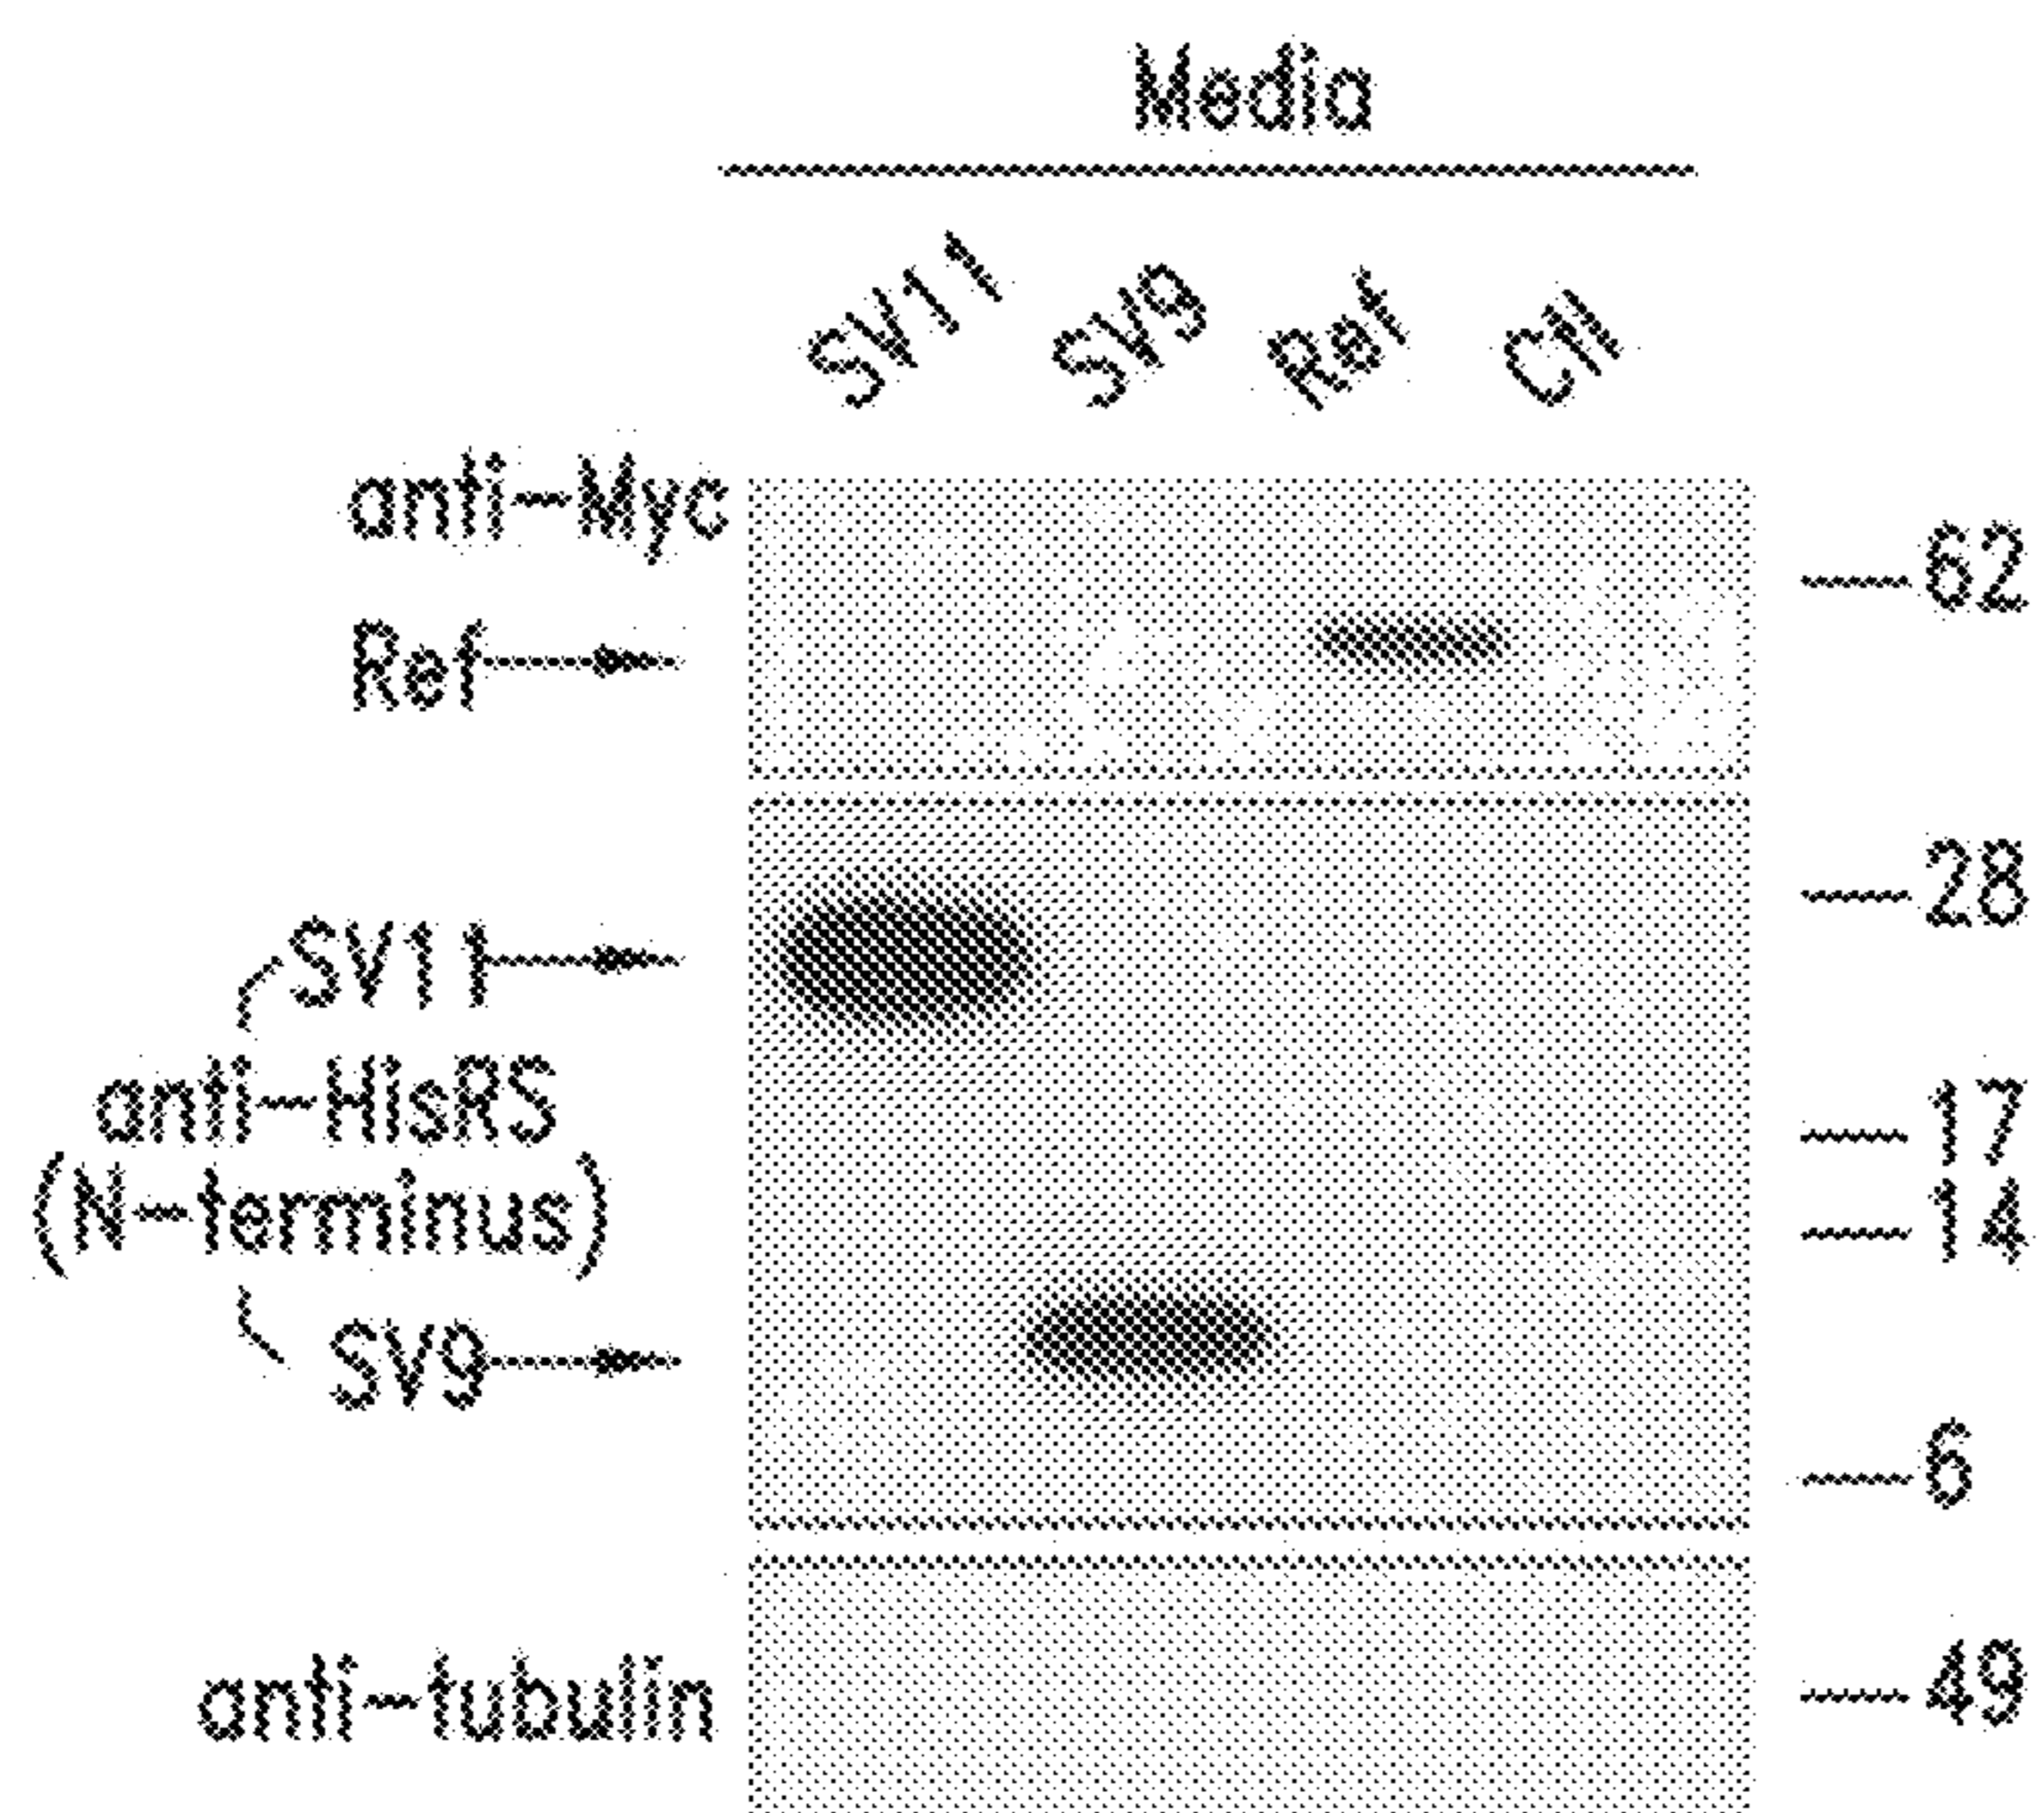 Media
SV11 SV9 Ref Ctl
anti-Myc
62
Ref
28
SV11
anti-HisRS
17
(N-terminus)
14
SV9
6
anti-tubulin
49